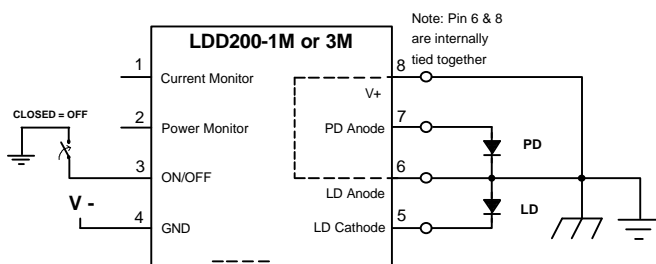 LDD200-1M or 3M
Note: Pin 6 & 8
are internally
tied together
1
Current Monitor
8
V+
CLOSED = OFF
2
Power Monitor
7
PD Anode
PD
3
ON/OFF
6
LD Anode
V -
4
GND
5
LD Cathode
LD